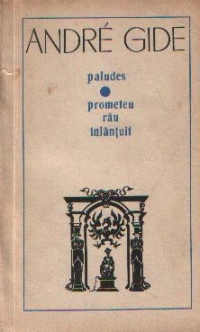 ANDRÉ GIDE
paludes
prometeu
rău
înlănțuit